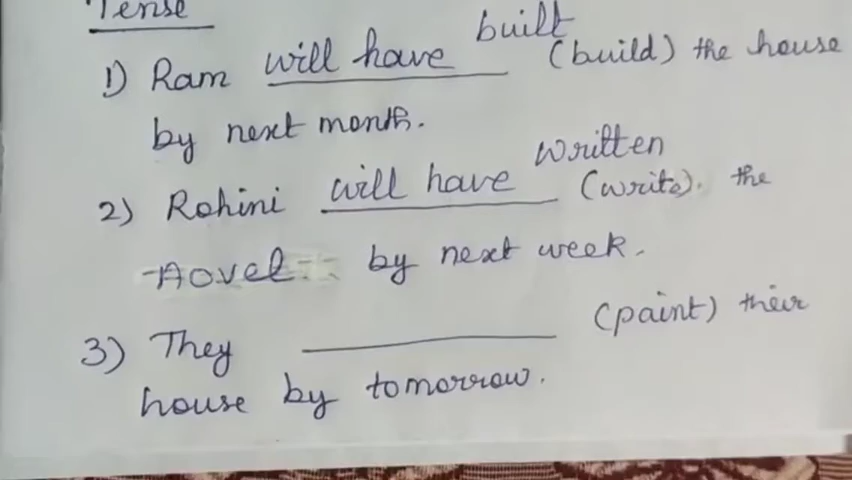 Tense
1) Ram will have built (build) the house
by next month.
2) Rohini will have written (write). the
novel by next week.
3) They __________ (paint) their
house by tomorrow.